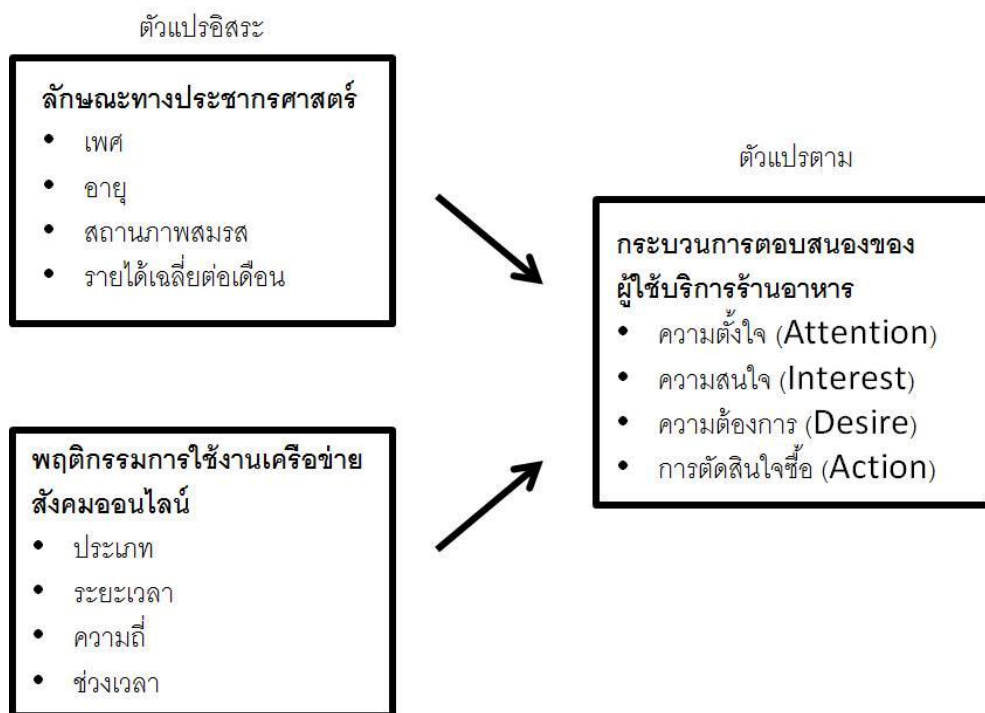 ตัวแปรอิสระ
ลักษณะทางประชากรศาสตร์
• เพศ
• อายุ
• สถานภาพสมรส
• รายได้เฉลี่ยต่อเดือน
พฤติกรรมการใช้งานเครือข่าย
สังคมออนไลน์
• ประเภท
• ระยะเวลา
• ความถี่
• ช่วงเวลา
ตัวแปรตาม
กระบวนการตอบสนองของ
ผู้ใช้บริการร้านอาหาร
• ความตั้งใจ (Attention)
• ความสนใจ (Interest)
• ความต้องการ (Desire)
• การตัดสินใจซื้อ (Action)